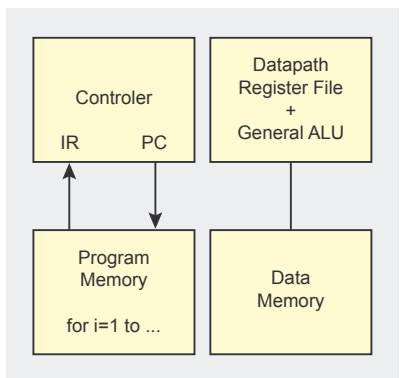 Controler
IR PC
Datapath
Register File
+
General ALU
Program
Memory
for i=1 to ...
Data
Memory